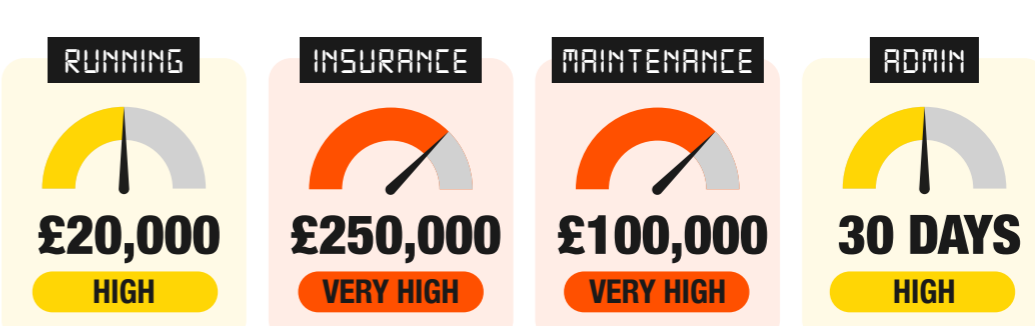 RUNNING
INSURANCE
MAINTENANCE
ADMIN
£20,000
£250,000
£100,000
30 DAYS
HIGH
VERY HIGH
VERY HIGH
HIGH